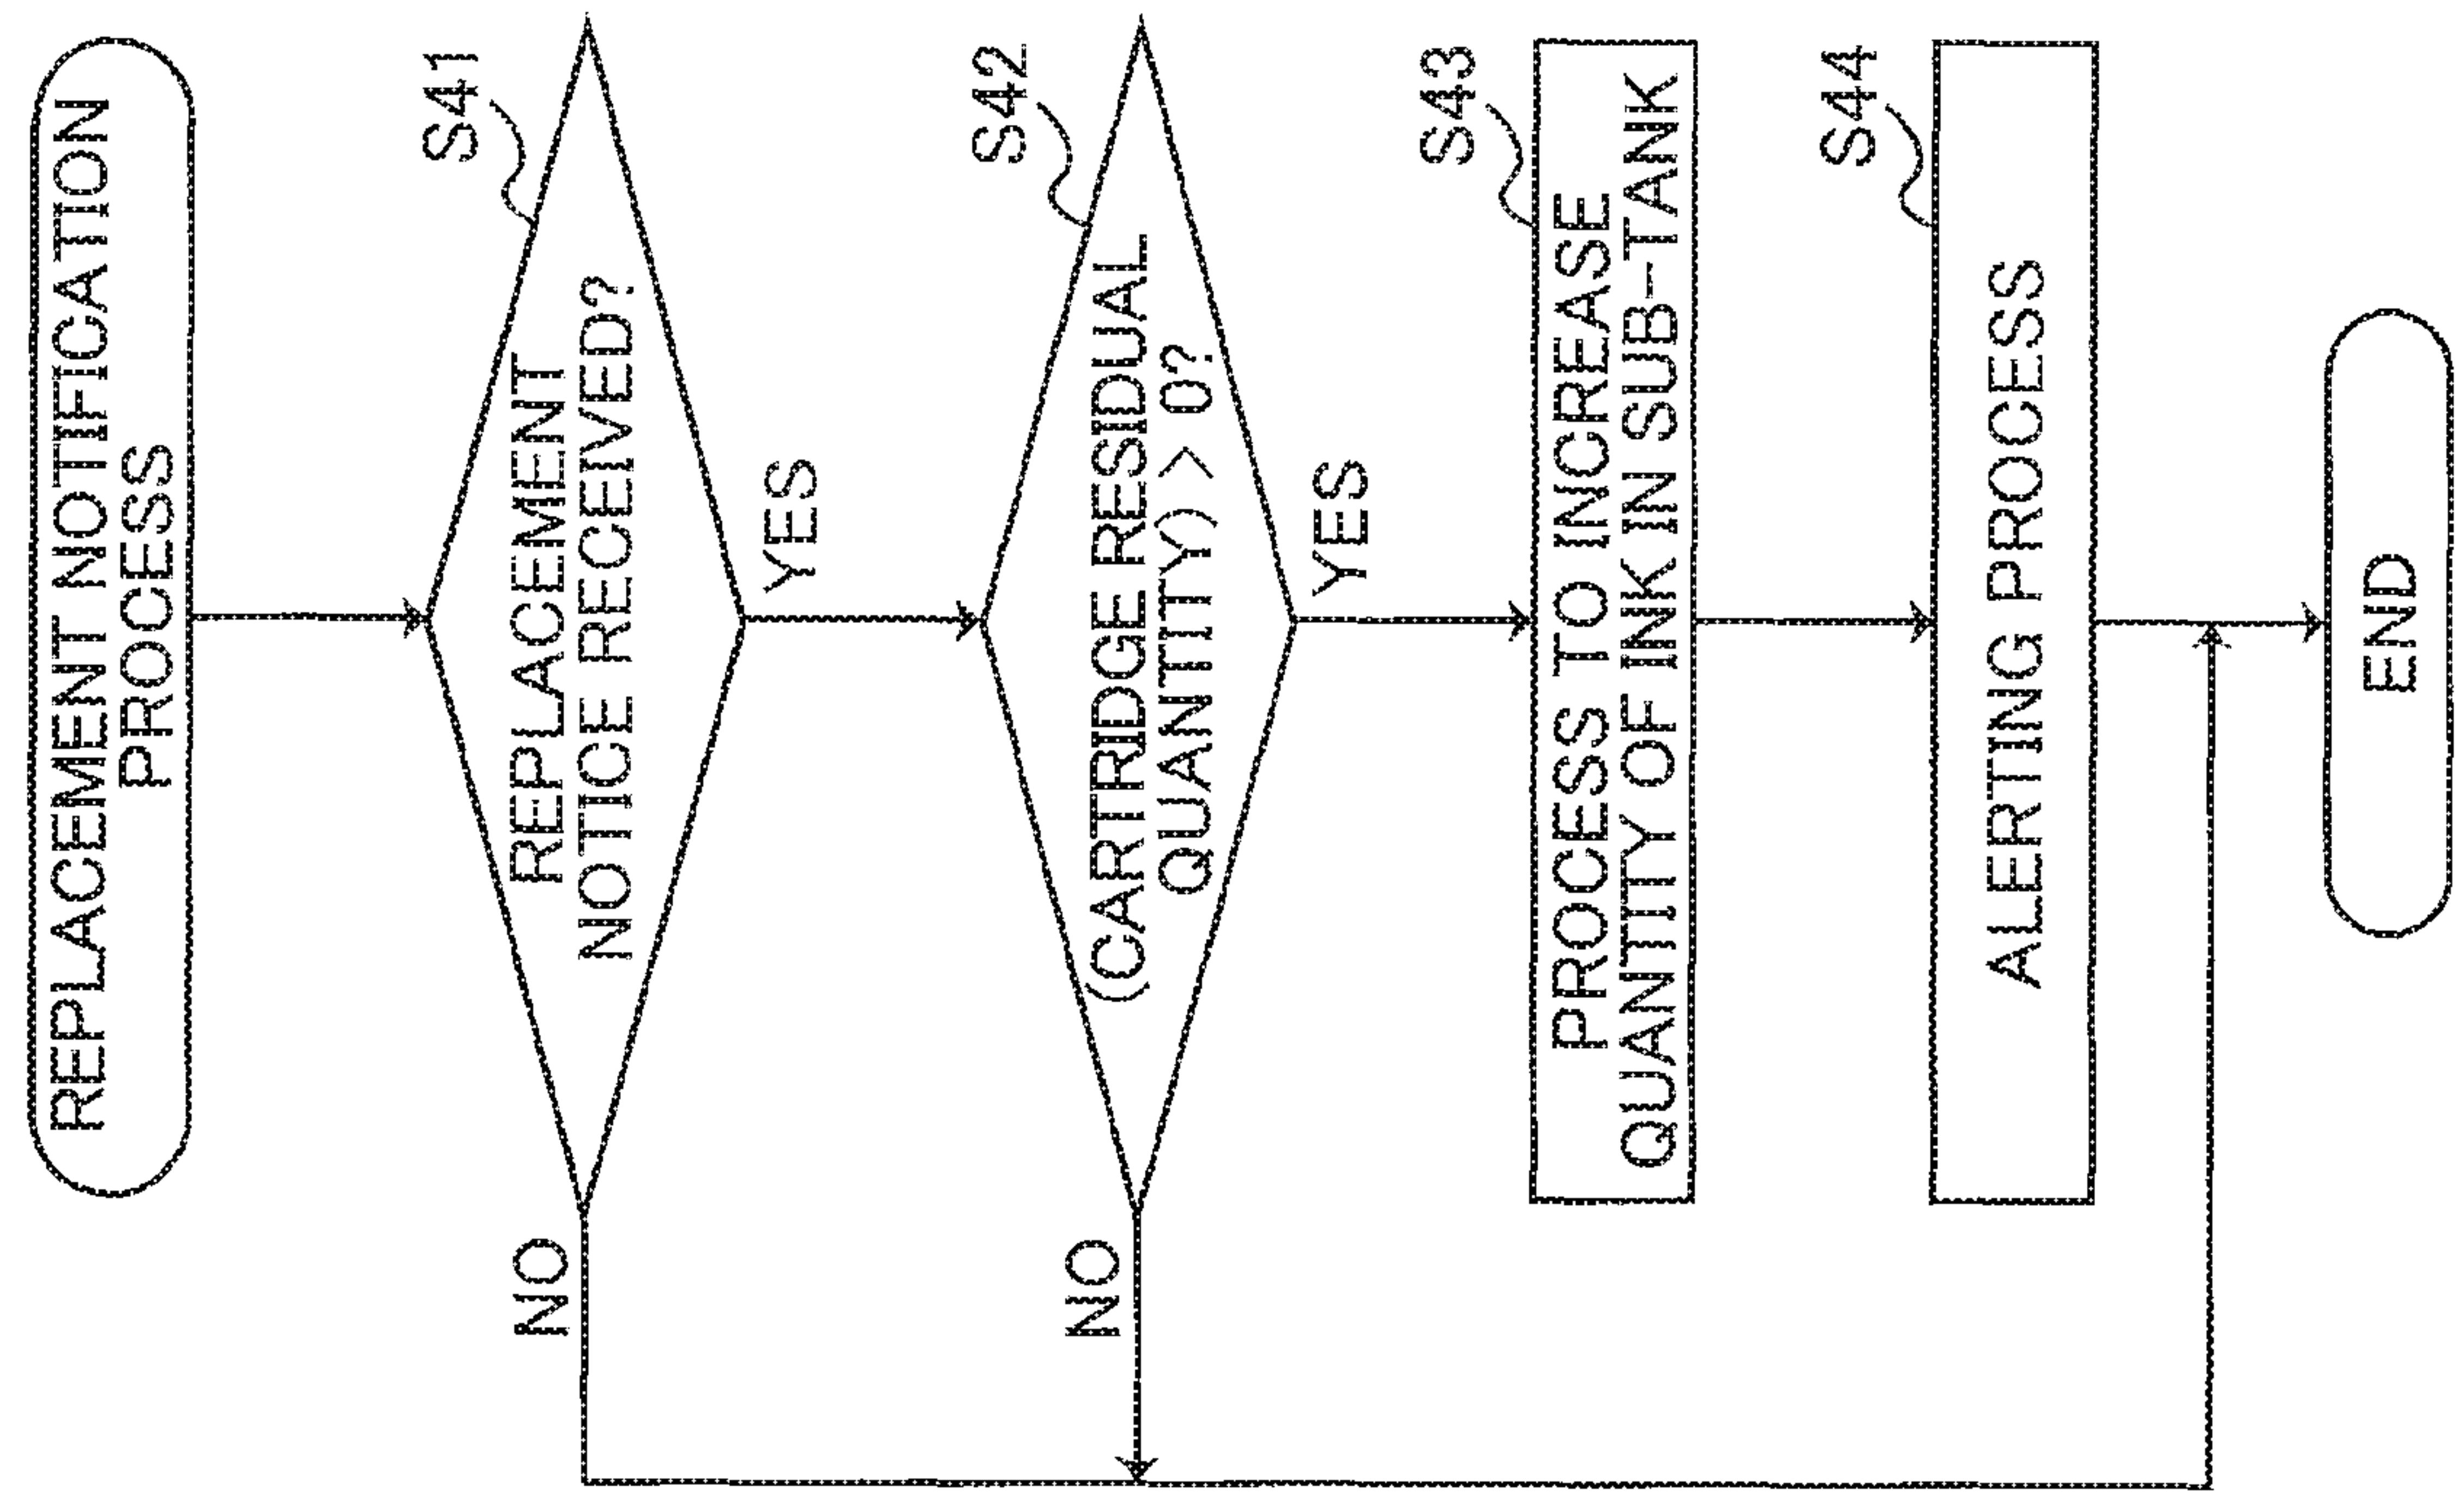 REPLACEMENT NOTIFICATION
PROCESS
S41
REPLACEMENT
NOTICE RECEIVED?
NO
YES
S42
(CARTRIDGE RESIDUAL
QUANTITY) > 0?
NO
YES
S43
PROCESS TO INCREASE
QUANTITY OF INK IN SUB-TANK
S44
ALERTING PROCESS
END